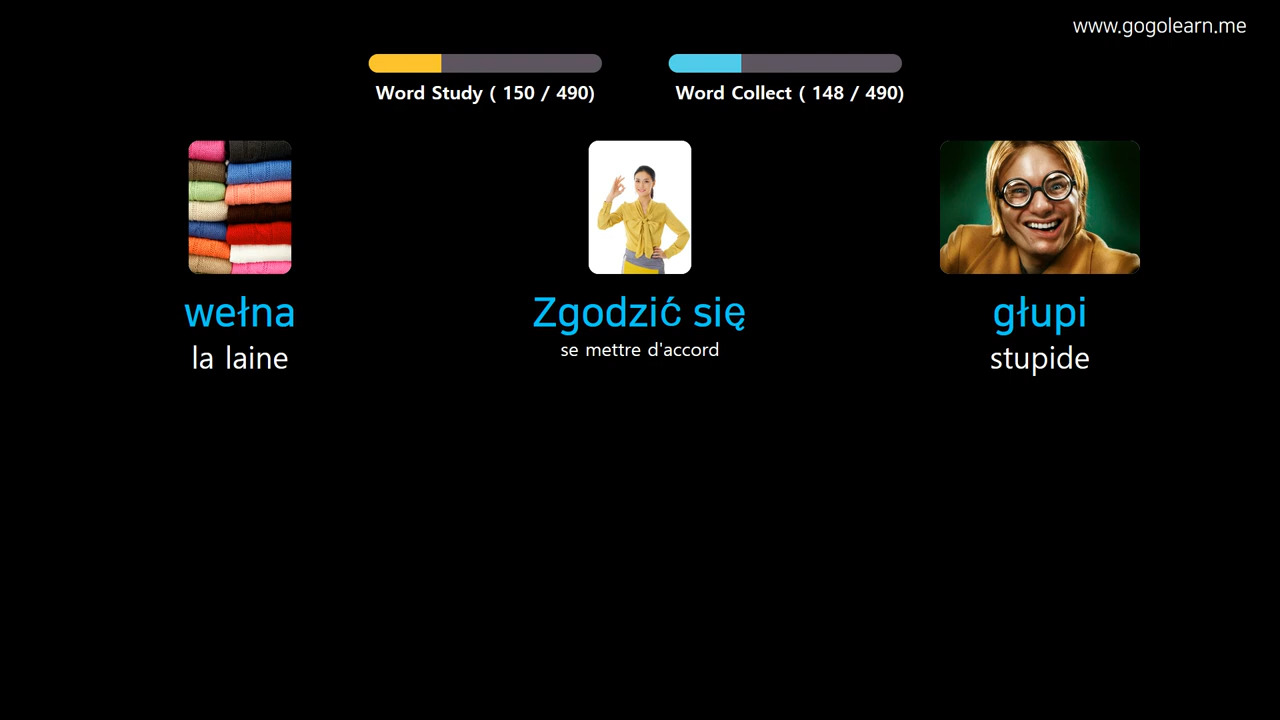 www.gogolearn.me
Word Study ( 150 / 490)
Word Collect ( 148 / 490)
wełna
Zgodzić się
głupi
la laine
se mettre d'accord
stupide